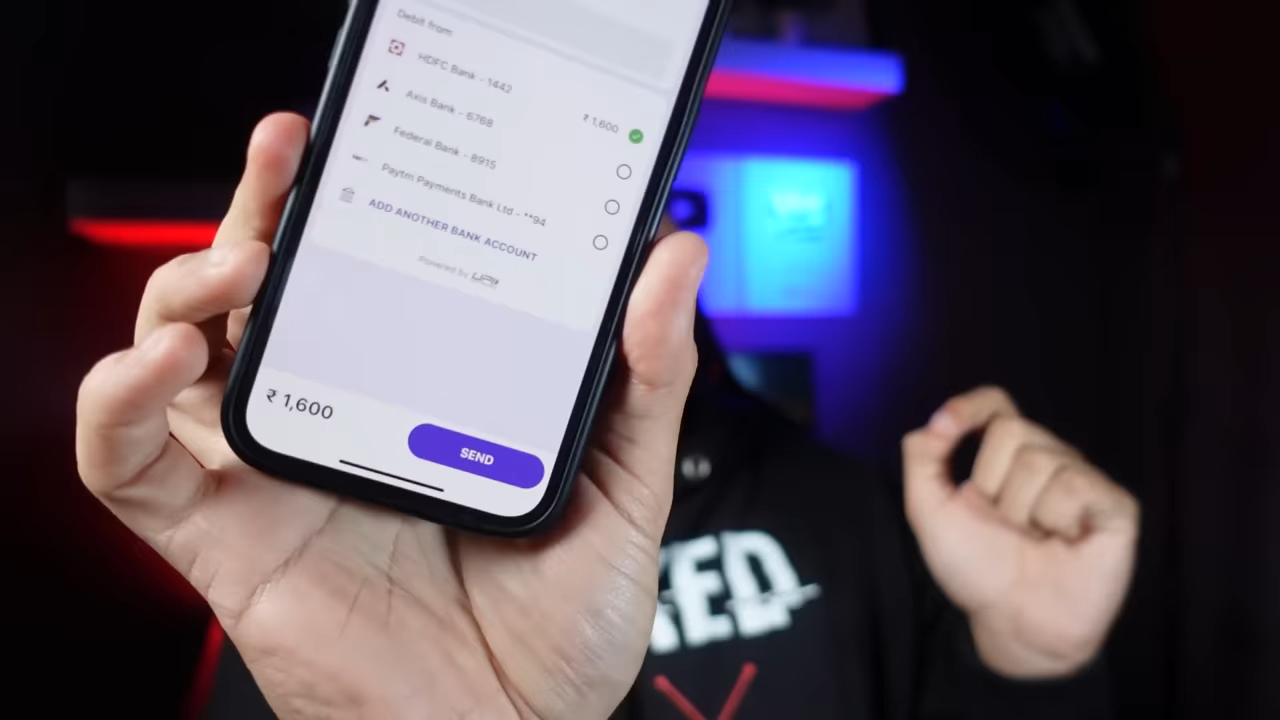 Debit from
HDFC Bank - 1442
₹ 1,600
Axis Bank - 6768
Federal Bank - 8915
Paytm Payments Bank Ltd - **94
ADD ANOTHER BANK ACCOUNT
Powered by UPI
₹ 1,600
SEND